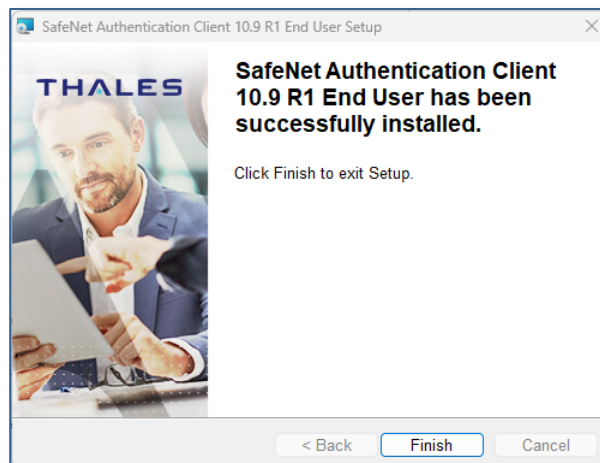 SafeNet Authentication Client 10.9 R1 End User Setup
THALES
SafeNet Authentication Client
10.9 R1 End User has been
successfully installed.
Click Finish to exit Setup.
< Back
Finish
Cancel